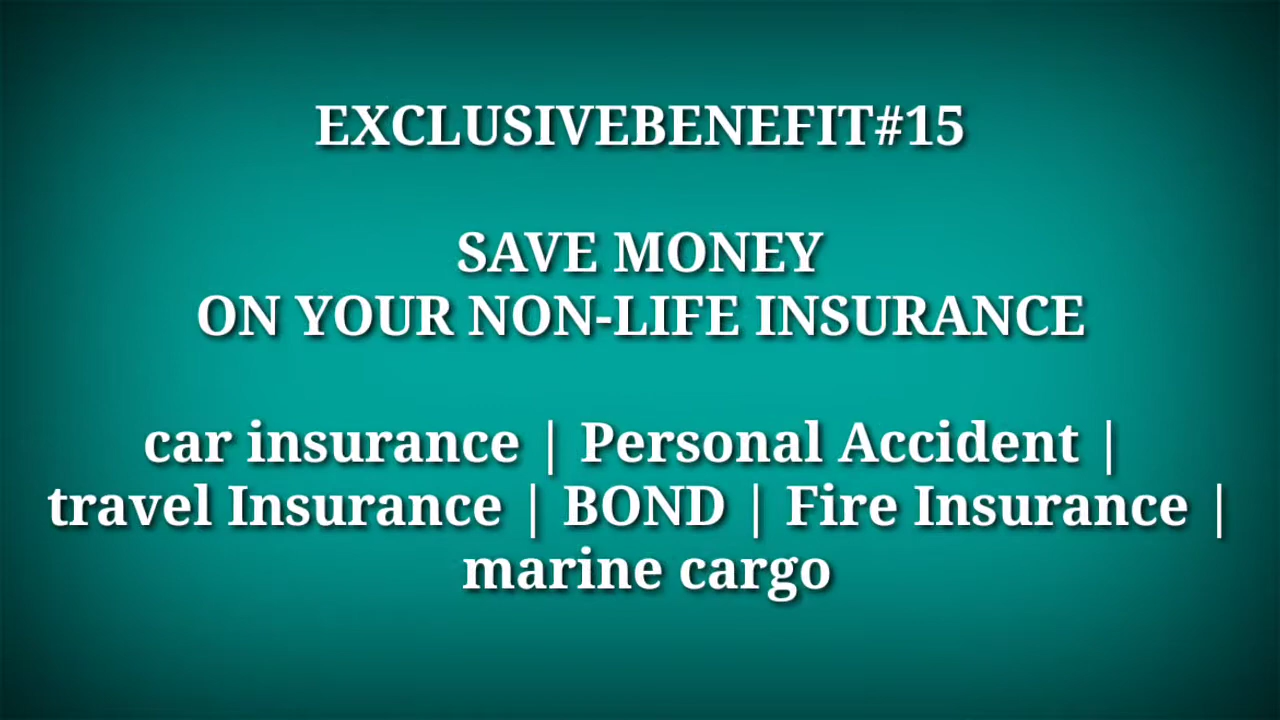 EXCLUSIVEBENEFIT#15
SAVE MONEY
ON YOUR NON-LIFE INSURANCE
car insurance | Personal Accident |
travel Insurance | BOND | Fire Insurance |
marine cargo